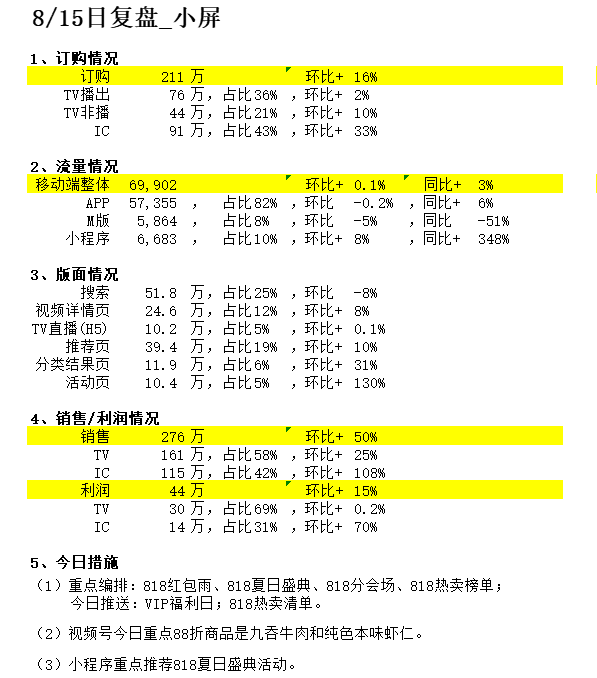 8/15日复盘_小屏
1、订购情况
订购 211 万 环比+ 16%
TV播出 76 万，占比36% ，环比+ 2%
TV非播 44 万，占比21% ，环比+ 10%
IC 91 万，占比43% ，环比+ 33%
2、流量情况
移动端整体 69,902 环比+ 0.1% 同比+ 3%
APP 57,355 ， 占比82% ，环比 -0.2% ，同比+ 6%
M版 5,864 ， 占比8% ，环比 -5% ，同比 -51%
小程序 6,683 ， 占比10% ，环比+ 8% ，同比+ 348%
3、版面情况
搜索 51.8 万，占比25% ，环比 -8%
视频详情页 24.6 万，占比12% ，环比+ 8%
TV直播(H5) 10.2 万，占比5% ，环比+ 0.1%
推荐页 39.4 万，占比19% ，环比+ 10%
分类结果页 11.9 万，占比6% ，环比+ 31%
活动页 10.4 万，占比5% ，环比+ 130%
4、销售/利润情况
销售 276 万 环比+ 50%
TV 161 万，占比58% ，环比+ 25%
IC 115 万，占比42% ，环比+ 108%
利润 44 万 环比+ 15%
TV 30 万，占比69% ，环比+ 0.2%
IC 14 万，占比31% ，环比+ 70%
5、今日措施
（1）重点编排：818红包雨、818夏日盛典、818分会场、818热卖榜单；
今日推送：VIP福利日；818热卖清单。
（2）视频号今日重点88折商品是九吞牛肉和纯色本味虾仁。
（3）小程序重点推荐818夏日盛典活动。